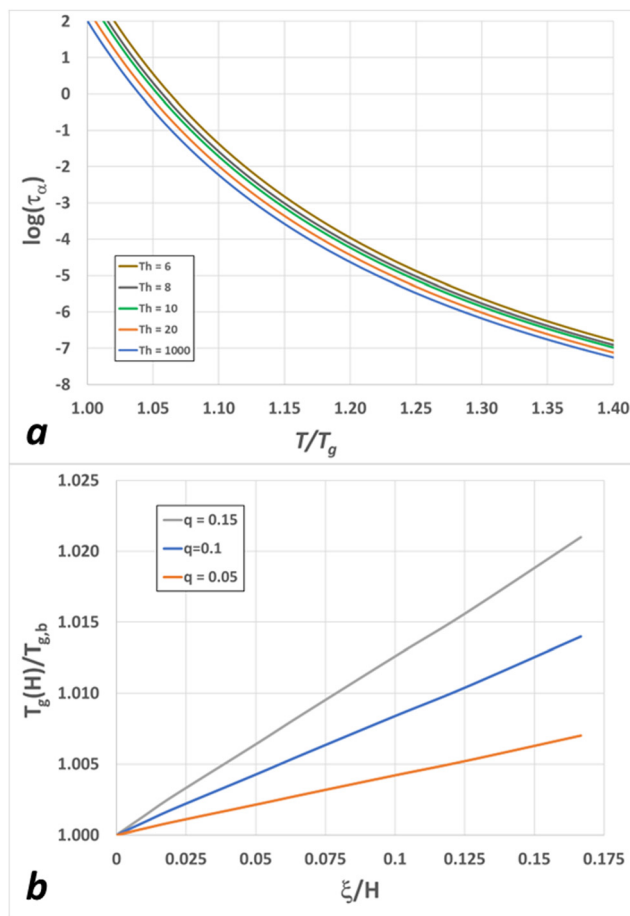 2
1
0
-1
-2
-3
-4
-5
-6
-7
-8
log(τα)
Th = 6
Th = 8
Th = 10
Th = 20
Th = 1000
1.00 1.05 1.10 1.15 1.20 1.25 1.30 1.35 1.40
a
T/Tg
1.025
1.020
1.015
1.010
1.005
1.000
Tg(H)/Tg,b
q = 0.15
q=0.1
q = 0.05
0 0.025 0.05 0.075 0.1 0.125 0.15 0.175
b
ξ/H